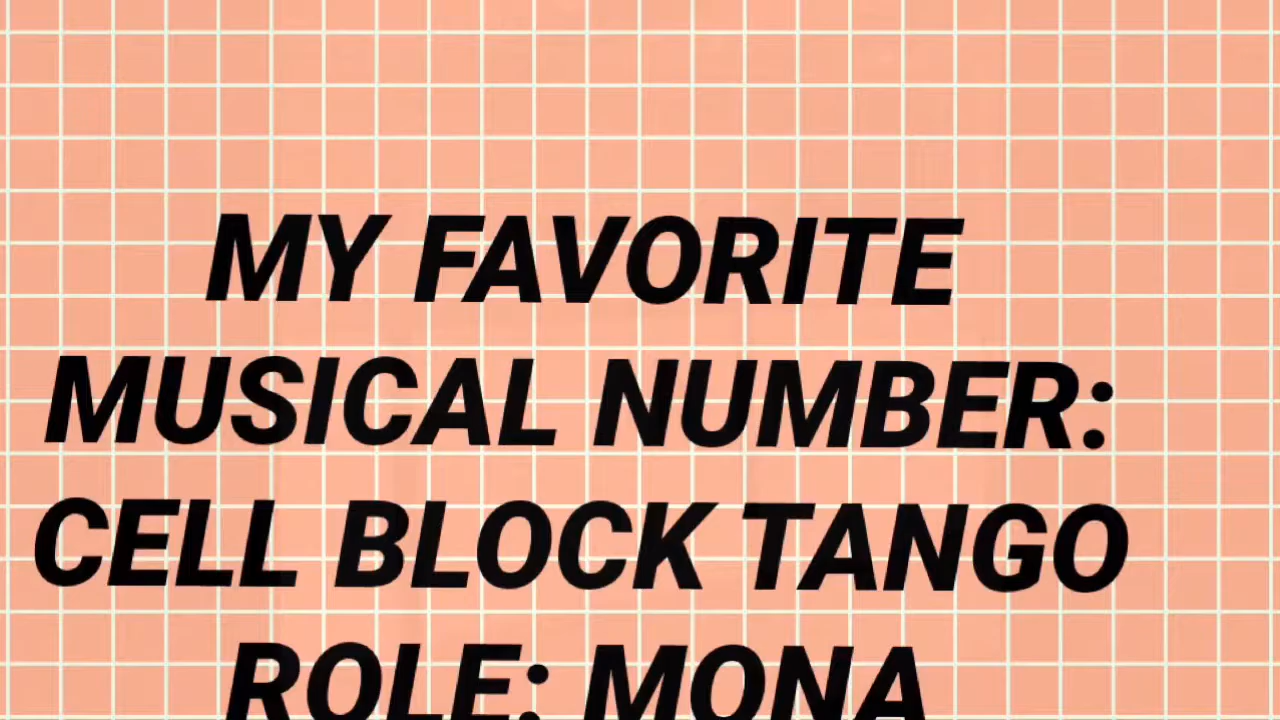 MY FAVORITE
MUSICAL NUMBER:
CELL BLOCK TANGO
ROLE: MONA